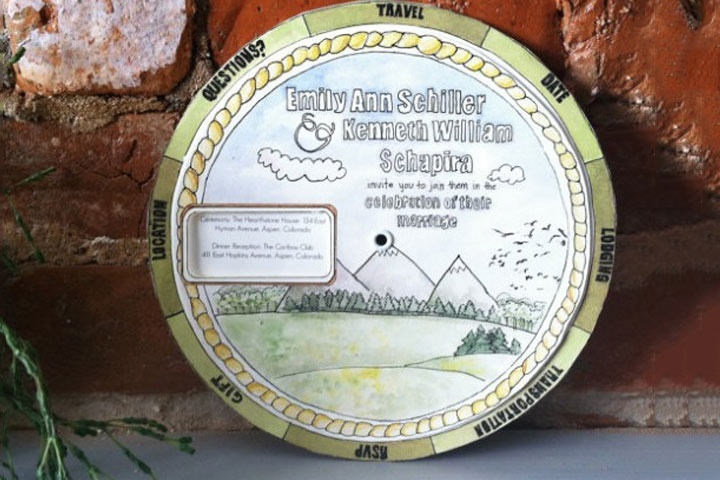 TRAVEL
DATE
LODGING
TRANSPORTATION
RSVP
GIFT
LOCATION
QUESTIONS?
Emily Ann Schiller
& Kenneth William
Schapira
invite you to join them in the
celebration of their
marriage
Ceremony: The Hearthstone House 134 East
Hyman Avenue, Aspen, Colorado
Dinner Reception: The Caribou Club
411 East Hopkins Avenue, Aspen, Colorado